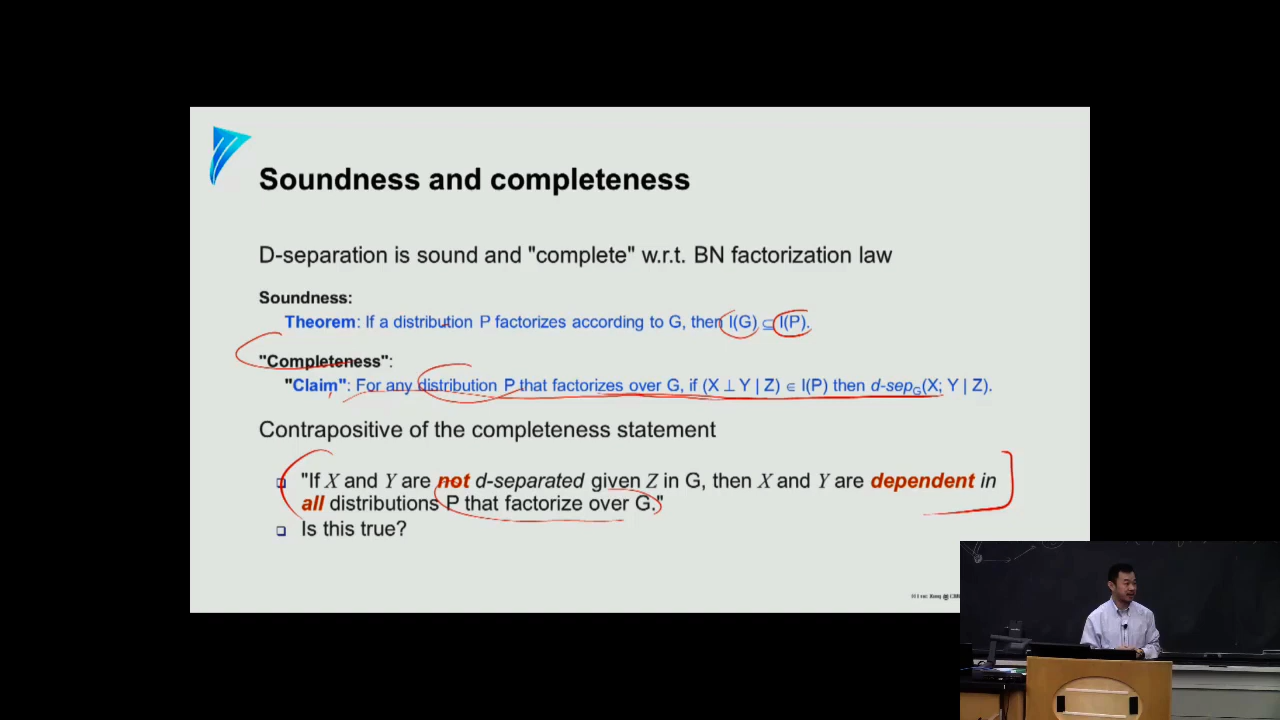 Soundness and completeness
D-separation is sound and "complete" w.r.t. BN factorization law
Soundness:
Theorem: If a distribution P factorizes according to G, then I(G) ⊆ I(P).
"Completeness":
"Claim": For any distribution P that factorizes over G, if (X ⊥ Y | Z) ∈ I(P) then d-sepG(X; Y | Z).
Contrapositive of the completeness statement
"If X and Y are not d-separated given Z in G, then X and Y are dependent in
all distributions P that factorize over G."
Is this true?